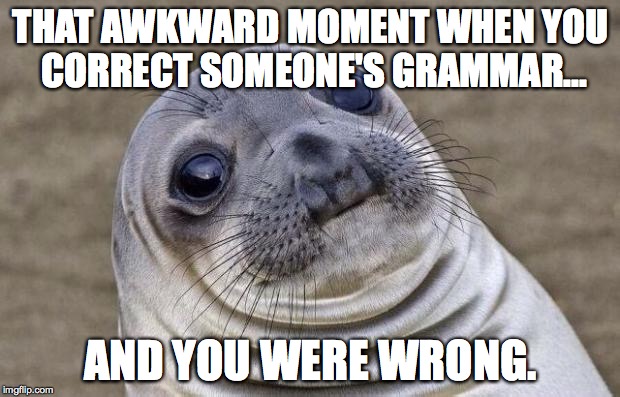 THAT AWKWARD MOMENT WHEN YOU
CORRECT SOMEONE'S GRAMMAR...
AND YOU WERE WRONG.
imgflip.com